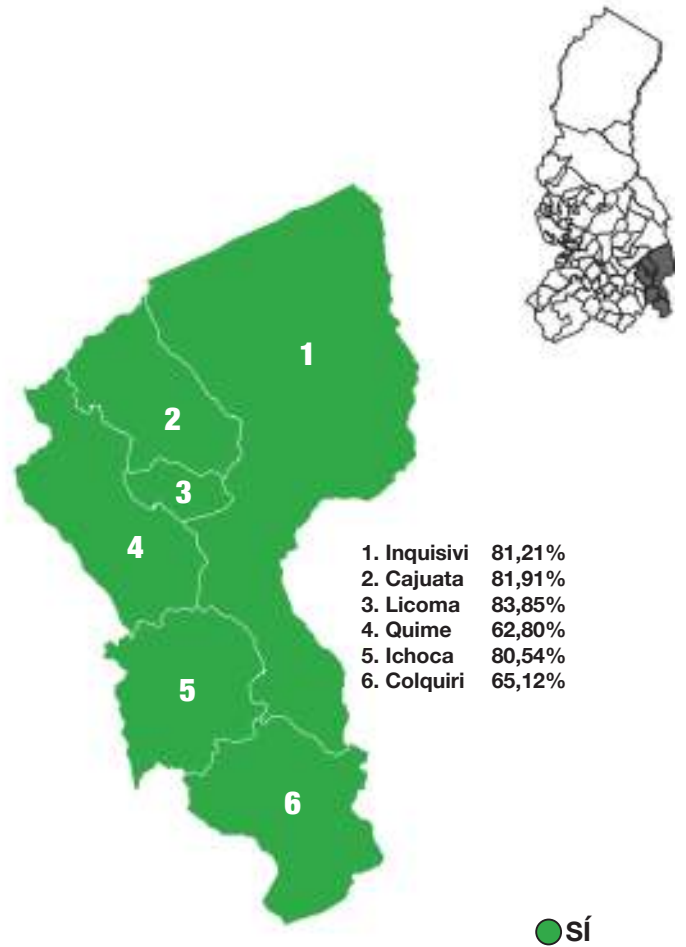 1
2
3
4
5
6
1. Inquisivi 81,21%
2. Cajuata 81,91%
3. Licoma 83,85%
4. Quime 62,80%
5. Ichoca 80,54%
6. Colquiri 65,12%
SÍ